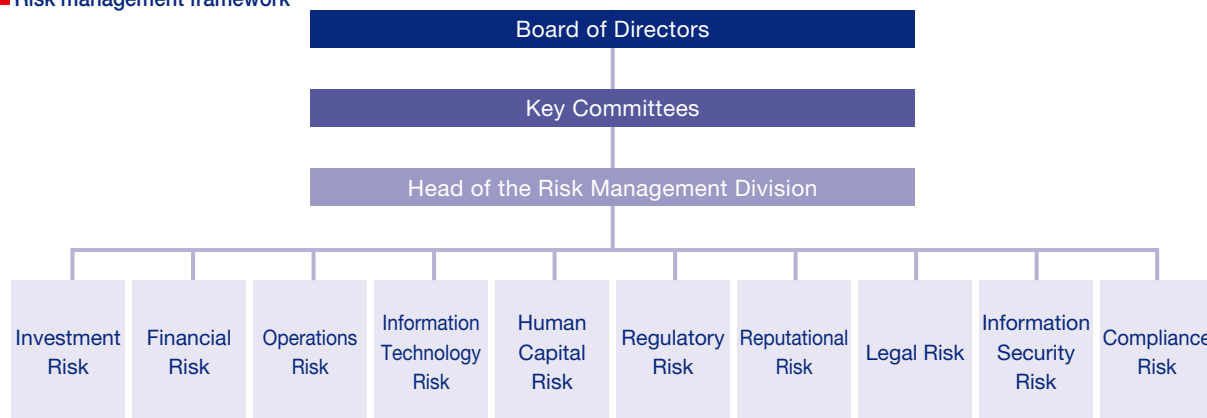 Risk management framework
Board of Directors
Key Committees
Head of the Risk Management Division
Investment
Risk
Financial
Risk
Operations
Risk
Information
Technology
Risk
Human
Capital
Risk
Regulatory
Risk
Reputational
Risk
Legal Risk
Information
Security
Risk
Compliance
Risk